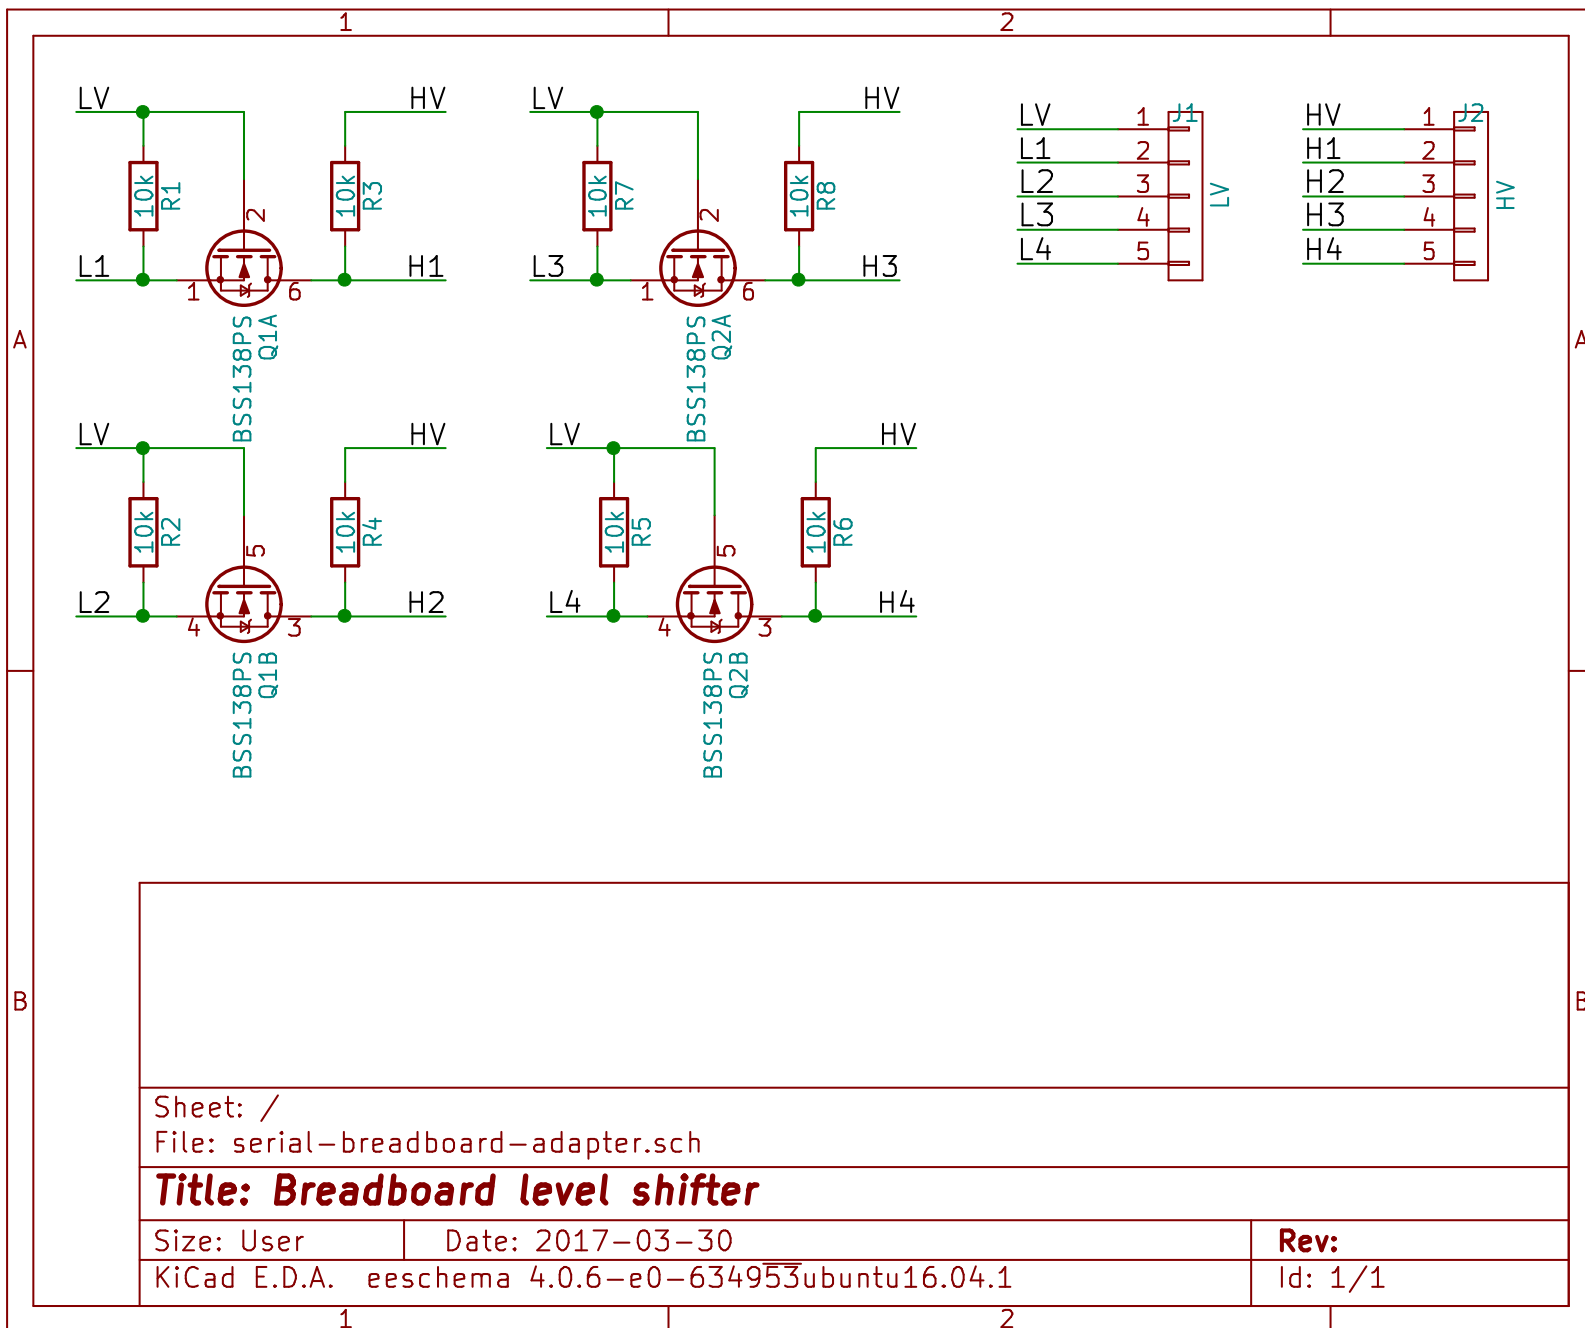 1 2
LV HV LV HV
10k R1 10k R3 10k R7 10k R8
2 2
L1 H1 L3 H3
1 6 1 6
BSS138PS Q1A BSS138PS Q2A
LV 1 J1 HV 1 J2
L1 2 H1 2
L2 3 LV H2 3 HV
L3 4 H3 4
L4 5 H4 5
A A
LV HV LV HV
10k R2 10k R4 10k R5 10k R6
5 5
L2 H2 L4 H4
4 3 4 3
BSS138PS Q1B BSS138PS Q2B
B B
Sheet: /
File: serial-breadboard-adapter.sch
Title: Breadboard level shifter
Size: User Date: 2017-03-30 Rev:
KiCad E.D.A. eeschema 4.0.6-e0-634953ubuntu16.04.1 Id: 1/1
1 2